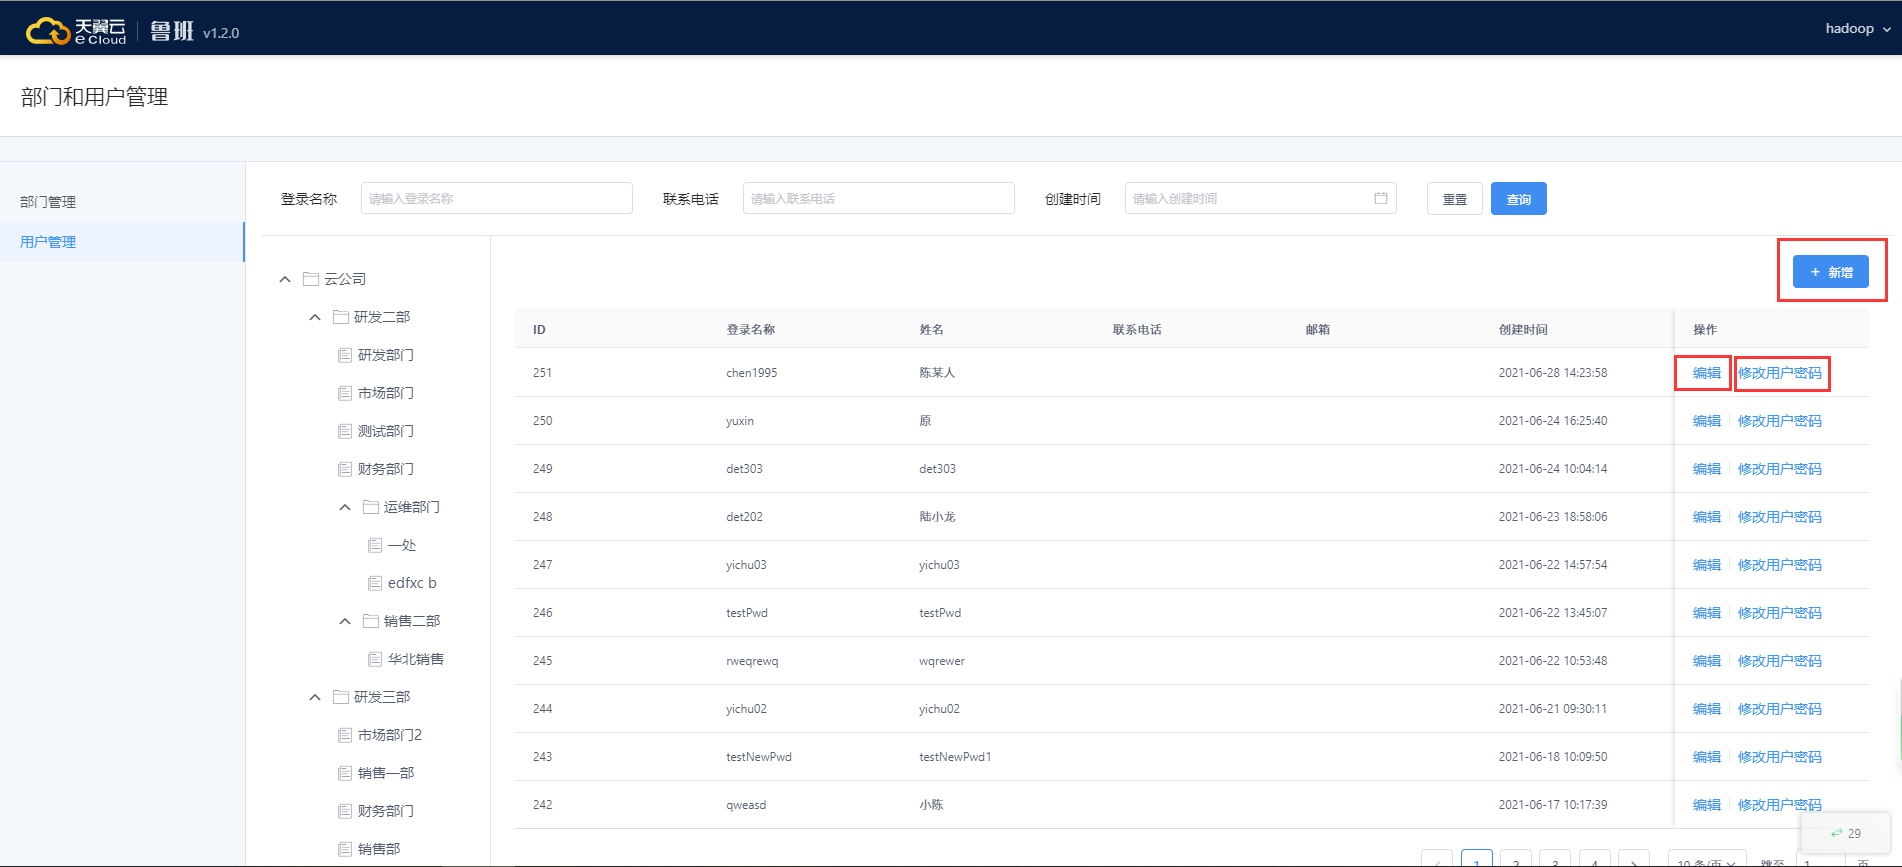 天翼云
e Cloud
鲁班 v1.2.0
hadoop
部门和用户管理
部门管理
用户管理
登录名称 请输入登录名称 联系电话 请输入联系电话 创建时间 请输入创建时间 重置 查询
+ 新增
云公司
研发二部
研发部门
市场部门
测试部门
财务部门
运维部门
一处
edfxc b
销售二部
华北销售
研发三部
市场部门2
销售一部
财务部门
销售部
ID 登录名称 姓名 联系电话 邮箱 创建时间 操作
251 chen1995 陈某人 2021-06-28 14:23:58 编辑 修改用户密码
250 yuxin 原 2021-06-24 16:25:40 编辑 修改用户密码
249 det303 det303 2021-06-24 10:04:14 编辑 修改用户密码
248 det202 陆小龙 2021-06-23 18:58:06 编辑 修改用户密码
247 yichu03 yichu03 2021-06-22 14:57:54 编辑 修改用户密码
246 testPwd testPwd 2021-06-22 13:45:07 编辑 修改用户密码
245 rweqrewq wqrewer 2021-06-22 10:53:48 编辑 修改用户密码
244 yichu02 yichu02 2021-06-21 09:30:11 编辑 修改用户密码
243 testNewPwd testNewPwd1 2021-06-18 10:09:50 编辑 修改用户密码
242 qweasd 小陈 2021-06-17 10:17:39 编辑 修改用户密码
29
1 2 3 4 10 条/页 跳至 1 页